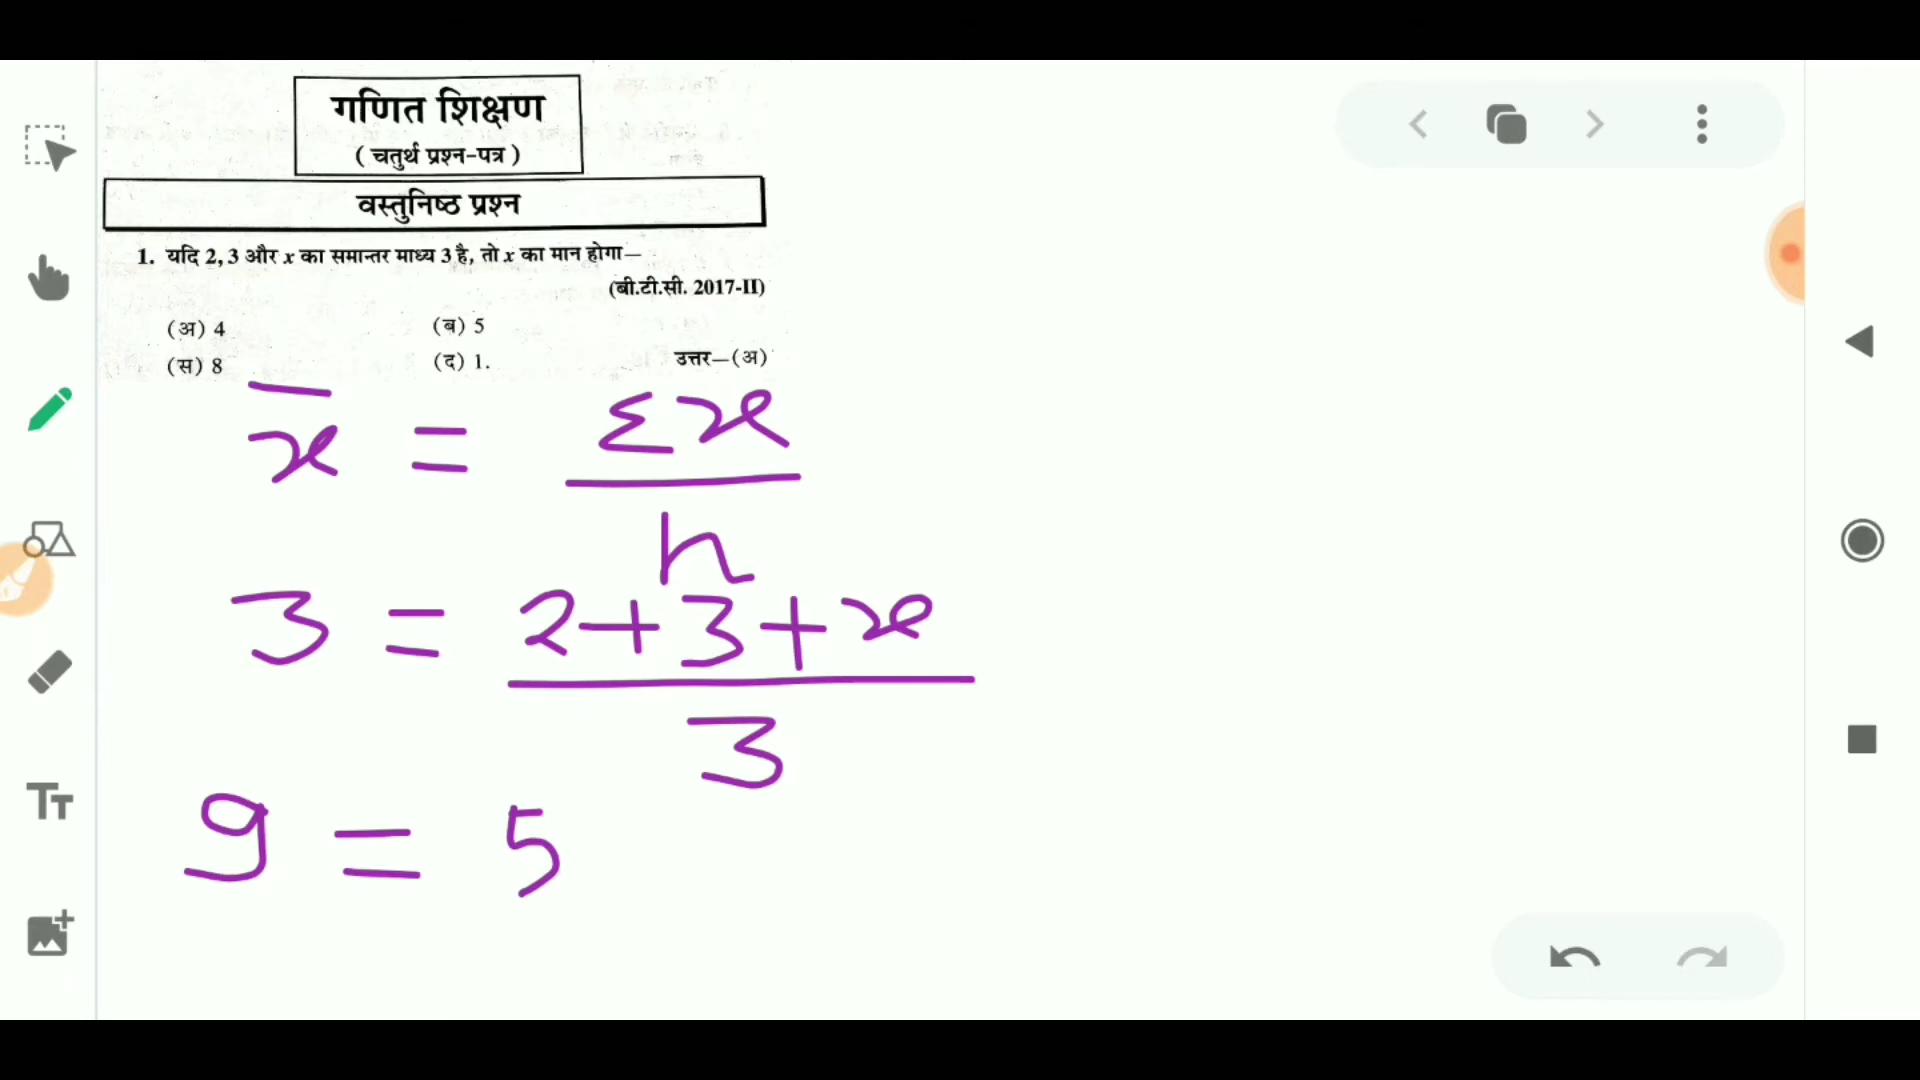 गणित शिक्षण
( चतुर्थ प्रश्न-पत्र )
वस्तुनिष्ठ प्रश्न
1. यदि 2, 3 और x का समान्तर माध्य 3 है, तो x का मान होगा—
(बी.टी.सी. 2017-II)
(अ) 4 (ब) 5
(स) 8 (द) 1. उत्तर—(अ)
x̄ = Σx / n
3 = 2+3+x / 3
9 = 5